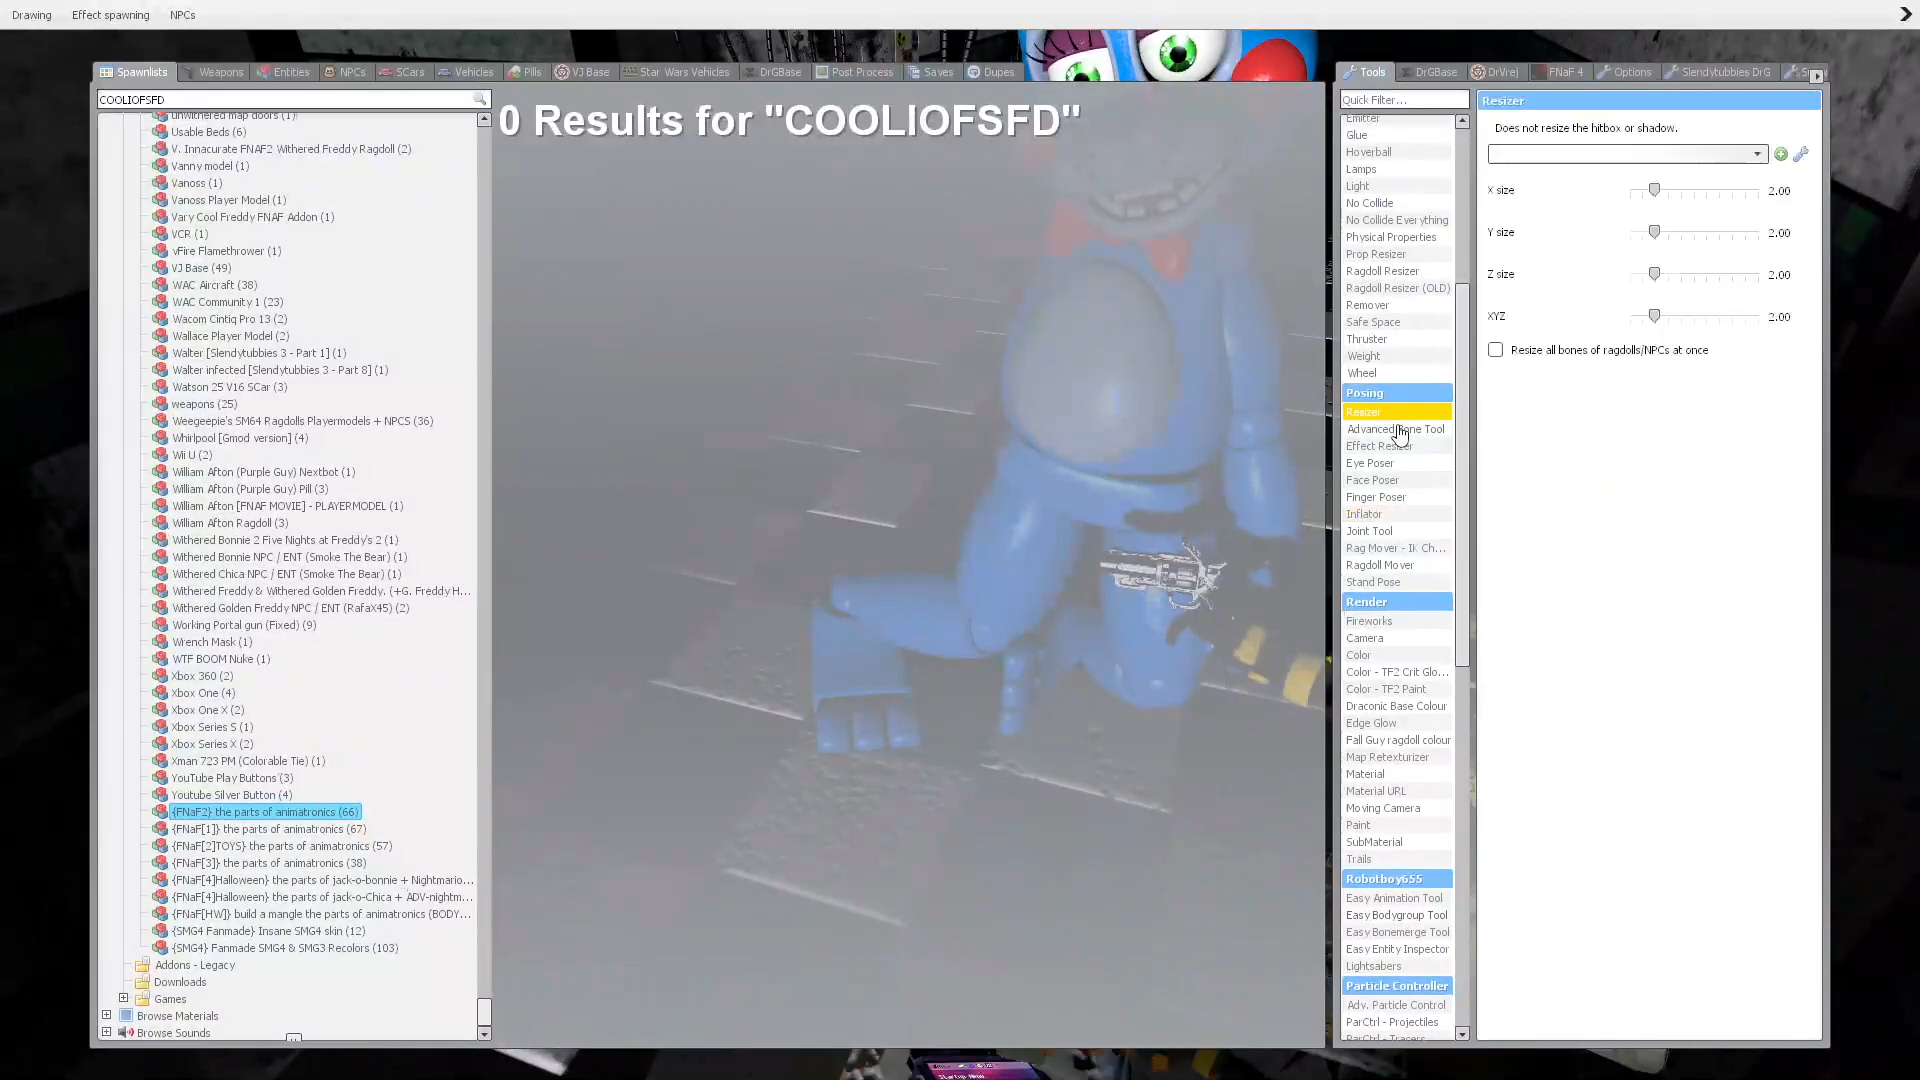 Drawing Effect spawning NPCs
Spawnlists Weapons Entities NPCs SCars Vehicles Pills VJ Base Star Wars Vehicles DrGBase Post Process Saves Dupes
Tools DrGBase DrVrej FNaF 4 Options Slendytubbies DrG
COOLIOFSFD
0 Results for "COOLIOFSFD"
unwithered map doors (1)
Usable Beds (6)
V. Innacurate FNAF2 Withered Freddy Ragdoll (2)
Vanny model (1)
Vanoss (1)
Vanoss Player Model (1)
Vary Cool Freddy FNAF Addon (1)
VCR (1)
vFire Flamethrower (1)
VJ Base (49)
WAC Aircraft (38)
WAC Community 1 (23)
Wacom Cintiq Pro 13 (2)
Wallace Player Model (2)
Walter [Slendytubbies 3 - Part 1] (1)
Walter infected [Slendytubbies 3 - Part 8] (1)
Watson 25 V16 SCar (3)
weapons (25)
Weegeepie's SM64 Ragdolls Playermodels + NPCS (36)
Whirlpool [Gmod version] (4)
Wii U (2)
William Afton (Purple Guy) Nextbot (1)
William Afton (Purple Guy) Pill (3)
William Afton [FNAF MOVIE] - PLAYERMODEL (1)
William Afton Ragdoll (3)
Withered Bonnie 2 Five Nights at Freddy's 2 (1)
Withered Bonnie NPC / ENT (Smoke The Bear) (1)
Withered Chica NPC / ENT (Smoke The Bear) (1)
Withered Freddy & Withered Golden Freddy. (+G. Freddy H...
Withered Golden Freddy NPC / ENT (RafaX45) (2)
Working Portal gun (Fixed) (9)
Wrench Mask (1)
WTF BOOM Nuke (1)
Xbox 360 (2)
Xbox One (4)
Xbox One X (2)
Xbox Series S (1)
Xbox Series X (2)
Xman 723 PM (Colorable Tie) (1)
YouTube Play Buttons (3)
Youtube Silver Button (4)
{FNaF2} the parts of animatronics (66)
{FNaF[1]} the parts of animatronics (67)
{FNaF[2]TOYS} the parts of animatronics (57)
{FNaF[3]} the parts of animatronics (38)
{FNaF[4]Halloween} the parts of jack-o-bonnie + Nightmario...
{FNaF[4]Halloween} the parts of jack-o-Chica + ADV-nightm...
{FNaF[HW]} build a mangle the parts of animatronics (BODY...
{SMG4 Fanmade} Insane SMG4 skin (12)
{SMG4} Fanmade SMG4 & SMG3 Recolors (103)
Addons - Legacy
Downloads
Games
Browse Materials
Browse Sounds
Quick Filter...
Emitter
Glue
Hoverball
Lamps
Light
No Collide
No Collide Everything
Physical Properties
Prop Resizer
Ragdoll Resizer
Ragdoll Resizer (OLD)
Remover
Safe Space
Thruster
Weight
Wheel
Posing
Resizer
Advanced Bone Tool
Effect Resizer
Eye Poser
Face Poser
Finger Poser
Inflator
Joint Tool
Rag Mover - IK Ch...
Ragdoll Mover
Stand Pose
Render
Fireworks
Camera
Color
Color - TF2 Crit Glo...
Color - TF2 Paint
Draconic Base Colour
Edge Glow
Fall Guy ragdoll colour
Map Retexturizer
Material
Material URL
Moving Camera
Paint
SubMaterial
Trails
Robotboy655
Easy Animation Tool
Easy Bodygroup Tool
Easy Bonemerge Tool
Easy Entity Inspector
Lightsabers
Particle Controller
Adv. Particle Control
ParCtrl - Projectiles
ParCtrl - Tracers
Resizer
Does not resize the hitbox or shadow.
X size 2.00
Y size 2.00
Z size 2.00
XYZ 2.00
Resize all bones of ragdolls/NPCs at once